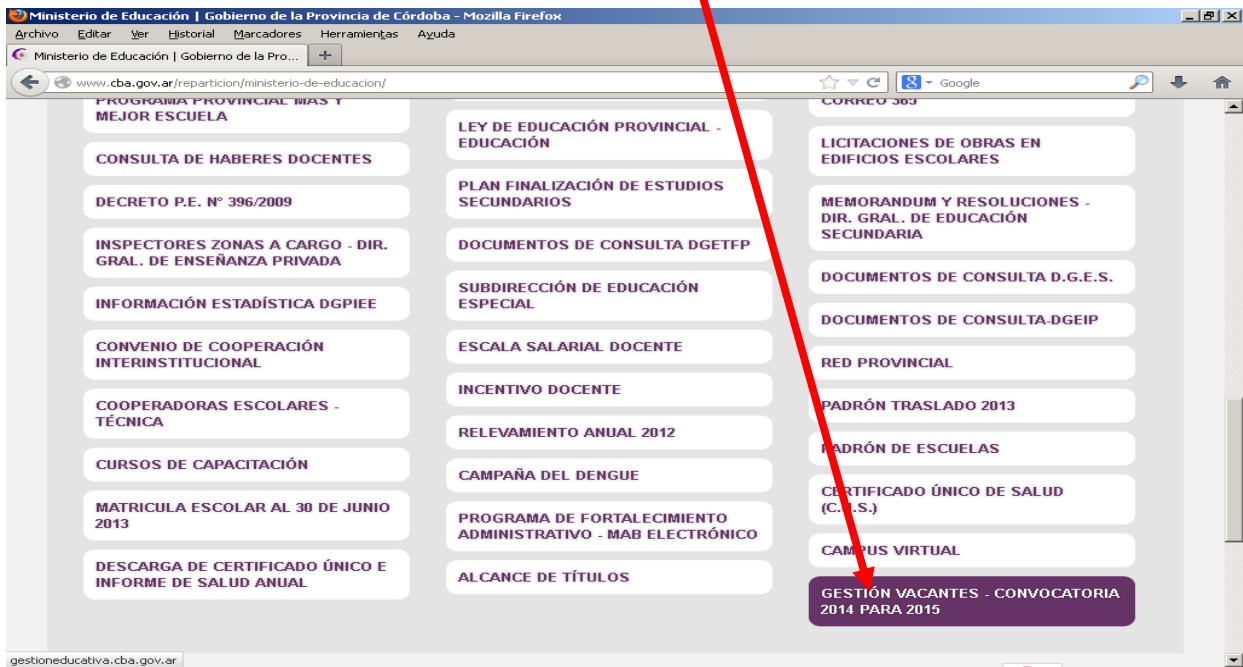 Ministerio de Educación | Gobierno de la Provincia de Córdoba - Mozilla Firefox
Archivo Editar Ver Historial Marcadores Herramientas Ayuda
Ministerio de Educación | Gobierno de la Pro...
www.cba.gov.ar/reparticion/ministerio-de-educacion/
Google
PROGRAMA PROVINCIAL MAS Y
MEJOR ESCUELA
CONSULTA DE HABERES DOCENTES
DECRETO P.E. N° 396/2009
INSPECTORES ZONAS A CARGO - DIR.
GRAL. DE ENSEÑANZA PRIVADA
INFORMACIÓN ESTADÍSTICA DGPIEE
CONVENIO DE COOPERACIÓN
INTERINSTITUCIONAL
COOPERADORAS ESCOLARES -
TÉCNICA
CURSOS DE CAPACITACIÓN
MATRICULA ESCOLAR AL 30 DE JUNIO
2013
DESCARGA DE CERTIFICADO ÚNICO E
INFORME DE SALUD ANUAL
LEY DE EDUCACIÓN PROVINCIAL -
EDUCACIÓN
PLAN FINALIZACIÓN DE ESTUDIOS
SECUNDARIOS
DOCUMENTOS DE CONSULTA DGETFP
SUBDIRECCIÓN DE EDUCACIÓN
ESPECIAL
ESCALA SALARIAL DOCENTE
INCENTIVO DOCENTE
RELEVAMIENTO ANUAL 2012
CAMPAÑA DEL DENGUE
PROGRAMA DE FORTALECIMIENTO
ADMINISTRATIVO - MAB ELECTRÓNICO
ALCANCE DE TÍTULOS
CORREO 365
LICITACIONES DE OBRAS EN
EDIFICIOS ESCOLARES
MEMORANDUM Y RESOLUCIONES -
DIR. GRAL. DE EDUCACIÓN
SECUNDARIA
DOCUMENTOS DE CONSULTA D.G.E.S.
DOCUMENTOS DE CONSULTA-DGEIP
RED PROVINCIAL
PADRÓN TRASLADO 2013
PADRÓN DE ESCUELAS
CERTIFICADO ÚNICO DE SALUD
(C.U.S.)
CAMPUS VIRTUAL
GESTIÓN VACANTES - CONVOCATORIA
2014 PARA 2015
gestioneducativa.cba.gov.ar